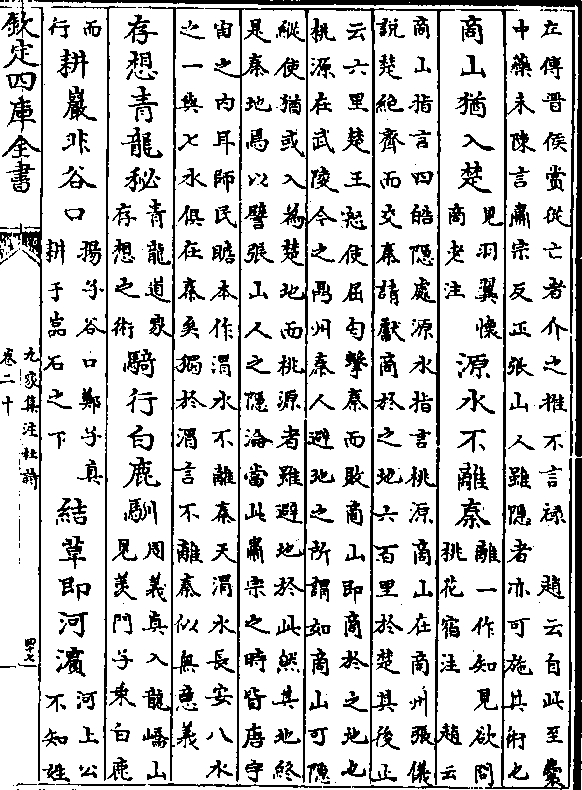 左傳晉侯賞從亡者介之推不言祿 趙云自此至囊
中藥未陳言肅宗反正張山人雖隱者亦可施其術也
商山猶入楚 見羽翼懷商老注 源水不離秦 離一作知見欲問桃花宿注 趙云
商山指言四皓隱處源水指言桃源商山在商州張儀
說楚絕齊而交秦請獻商於之地六百里於楚其後正
云六里楚王怒使屈匄擊秦而敗商山即商於之地也
桃源在武陵今之鼎州秦人避地之所謂如商山可隱
縱使猶或入為楚地而桃源者雖避地於此然其地終
是秦地焉以譬張山人之隱淪當此肅宗之時皆唐宇
宙之内耳師民瞻本作渭水不離秦天渭水長安八水
之一與七水俱在秦矣獨於渭言不離秦似無意義
存想青龍秘 青龍道家存想之術 騎行白鹿馴 周義真入龍嶠山見羨門子乘白鹿
而行 耕巖非谷口 揚子谷口鄭子真耕于巖石之下 結草即河濱 河上公不知姓
欽定四庫全書
九家集注杜詩
卷二十
四十七